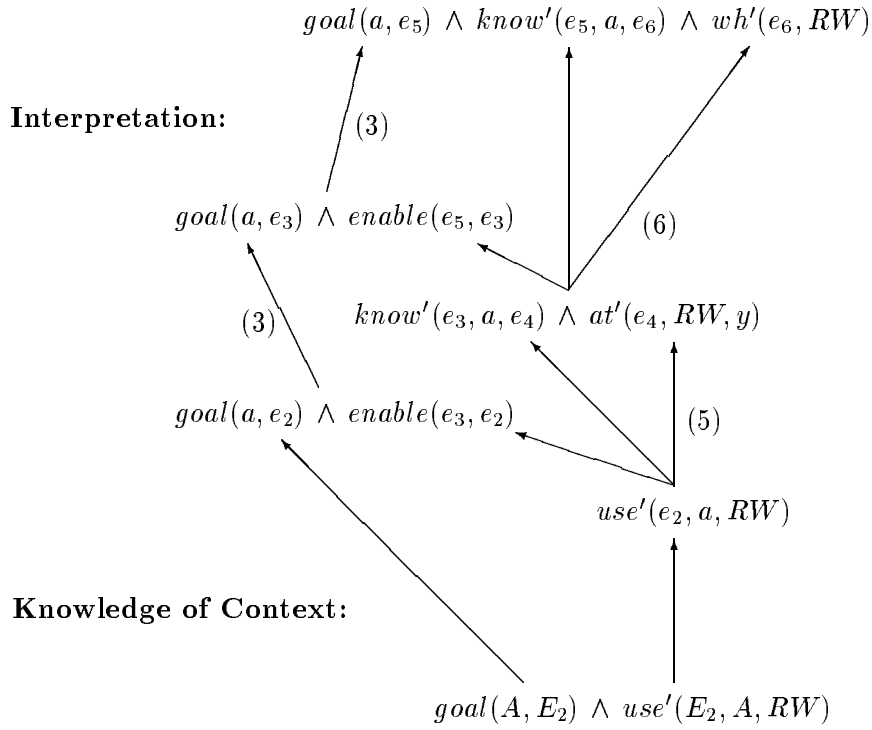 goal(a, e₅) ∧ know′(e₅, a, e₆) ∧ wh′(e₆, RW)
Interpretation:
(3)
goal(a, e₃) ∧ enable(e₅, e₃)
(6)
(3)
know′(e₃, a, e₄) ∧ at′(e₄, RW, y)
goal(a, e₂) ∧ enable(e₃, e₂)
(5)
use′(e₂, a, RW)
Knowledge of Context:
goal(A, E₂) ∧ use′(E₂, A, RW)